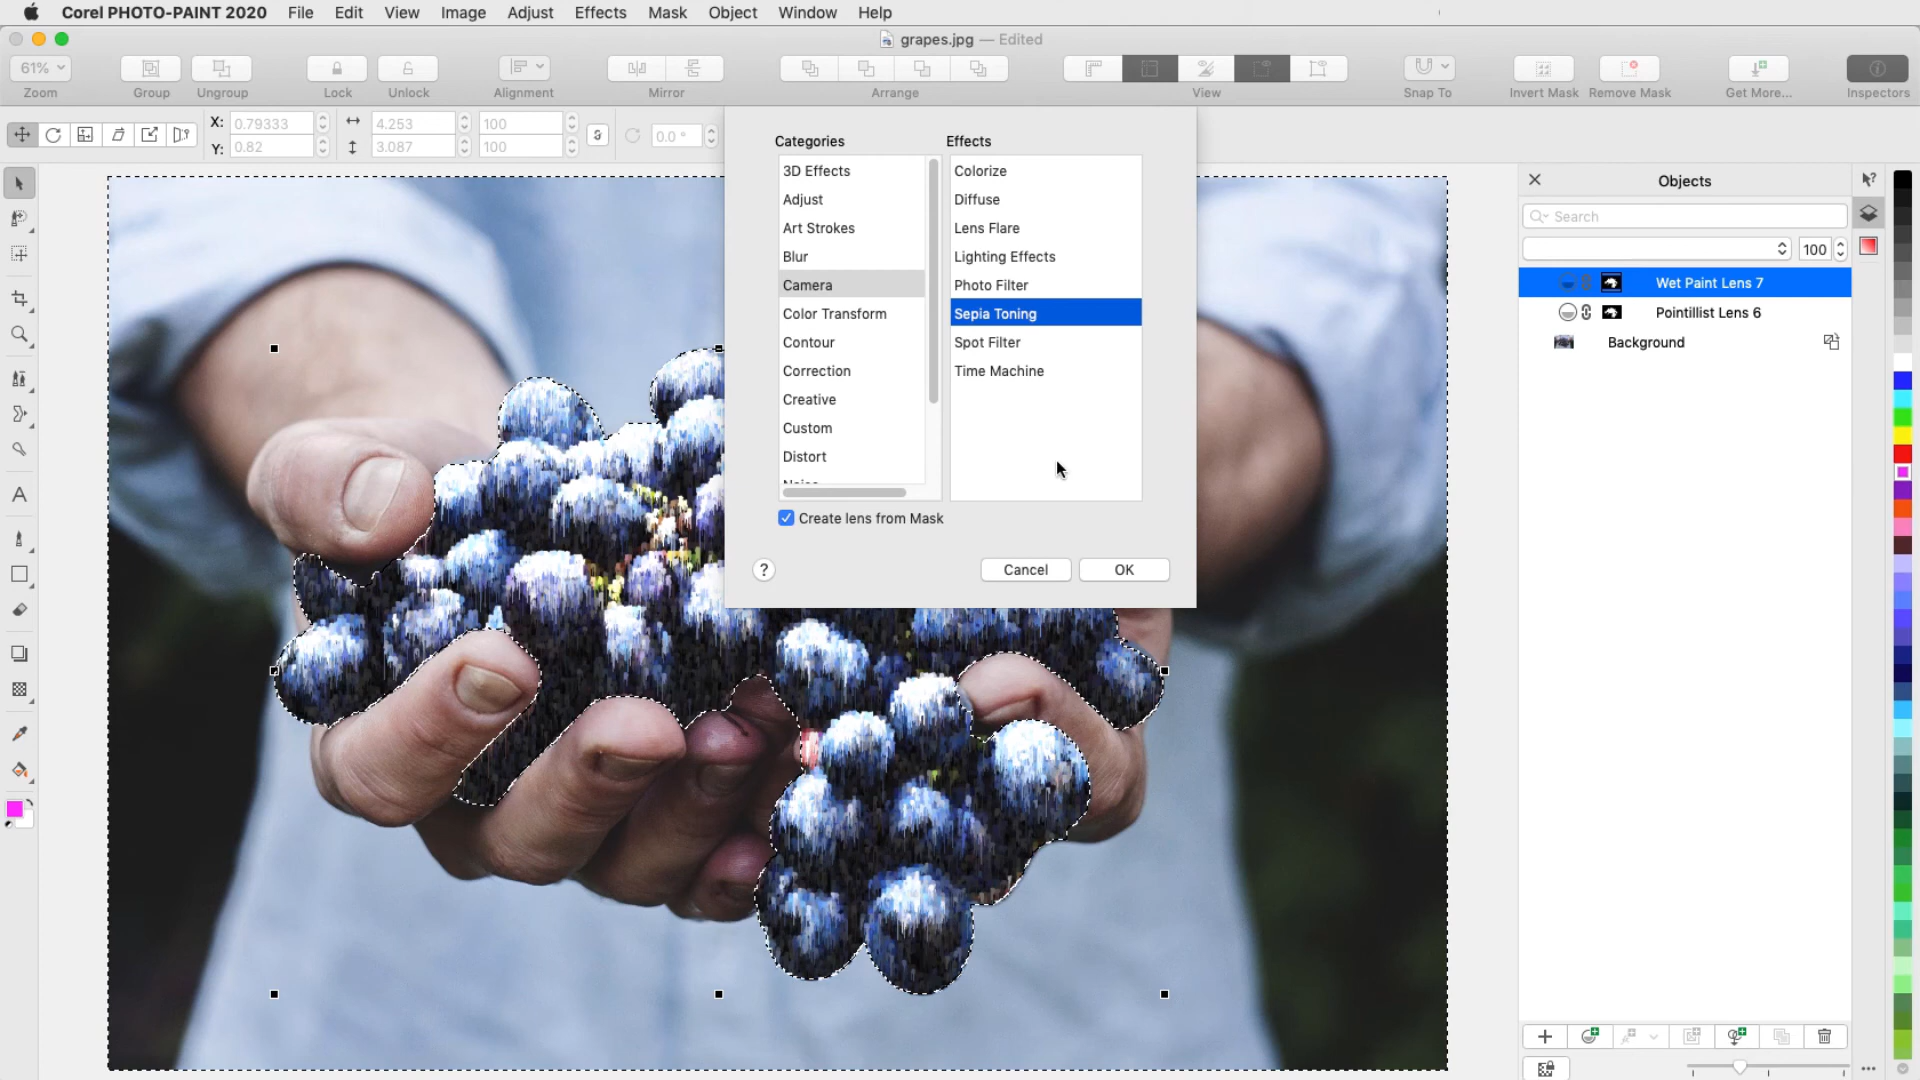 Corel PHOTO-PAINT 2020 File Edit View Image Adjust Effects Mask Object Window Help
grapes.jpg — Edited
61%
Zoom Group Ungroup Lock Unlock Alignment Mirror Arrange View Snap To Invert Mask Remove Mask Get More... Inspectors
X: 0.79333 4.253 100 0.0 °
Y: 0.82 3.087 100
Categories Effects
3D Effects
Adjust
Art Strokes
Blur
Camera
Color Transform
Contour
Correction
Creative
Custom
Distort
Colorize
Diffuse
Lens Flare
Lighting Effects
Photo Filter
Sepia Toning
Spot Filter
Time Machine
Create lens from Mask
? Cancel OK
Objects
Search
100
Wet Paint Lens 7
Pointillist Lens 6
Background